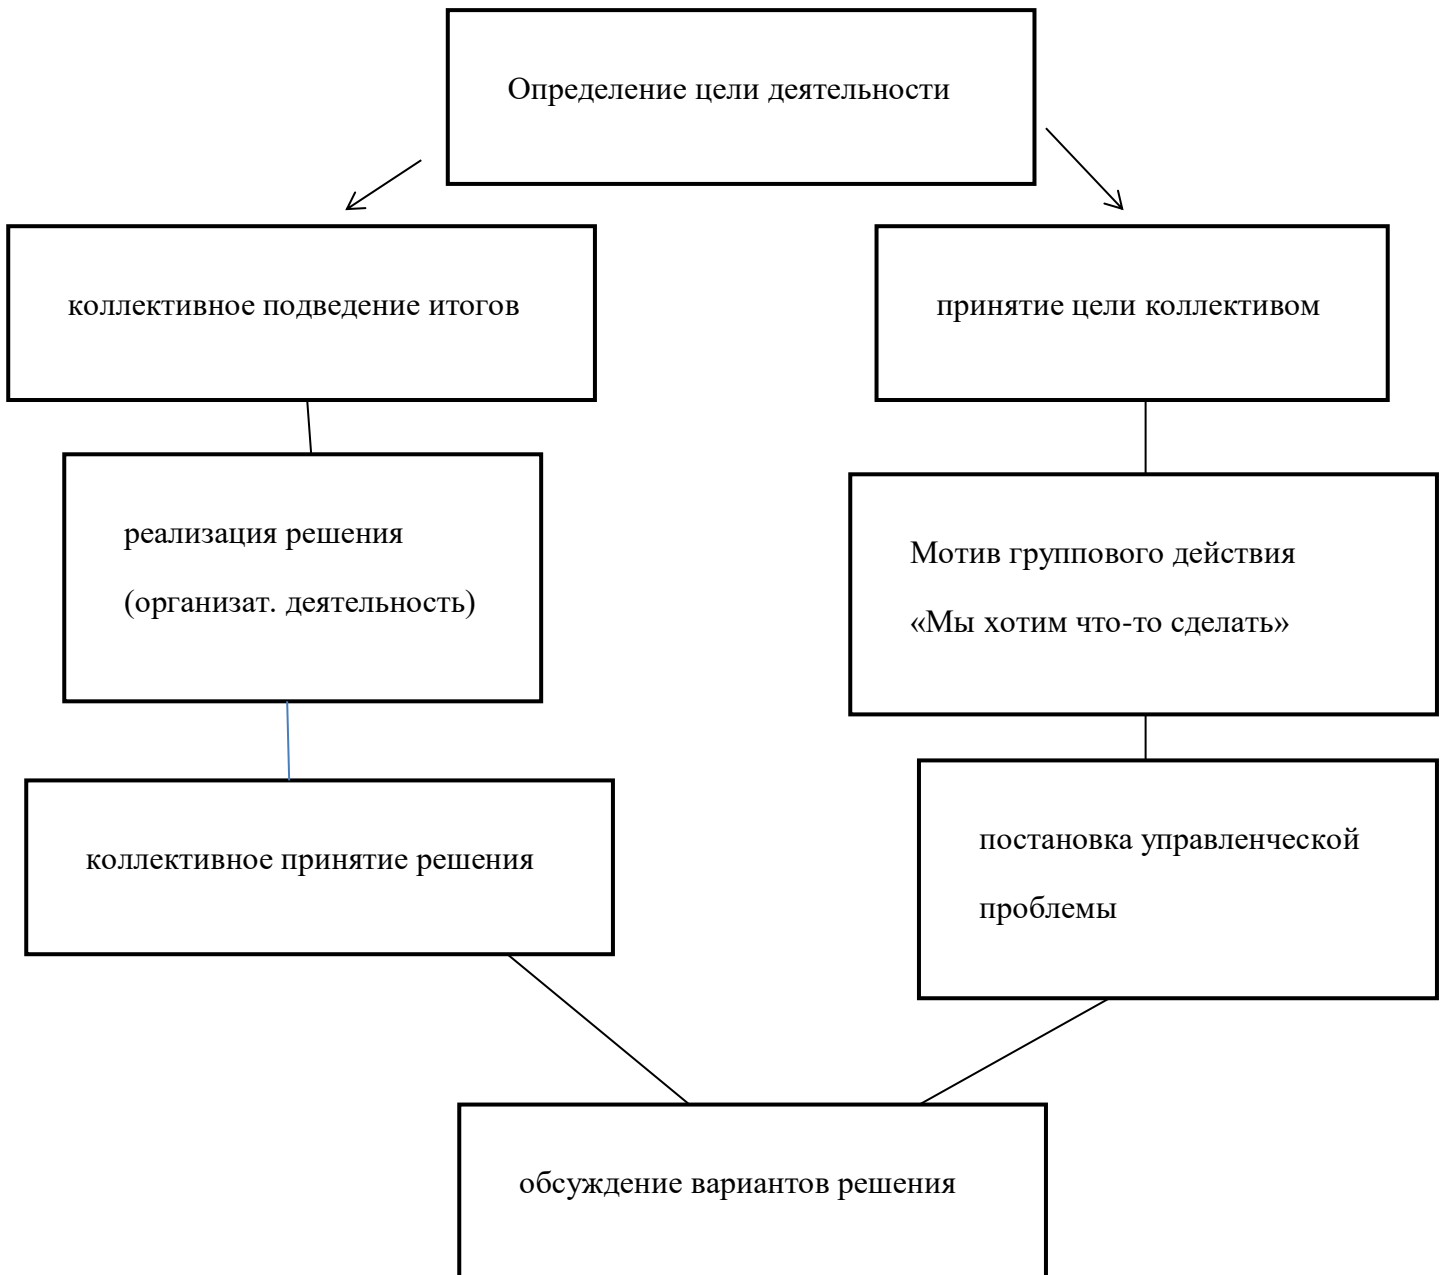 Определение цели деятельности
коллективное подведение итогов
принятие цели коллективом
реализация решения
(организат. деятельность)
Мотив группового действия
«Мы хотим что-то сделать»
коллективное принятие решения
постановка управленческой
проблемы
обсуждение вариантов решения